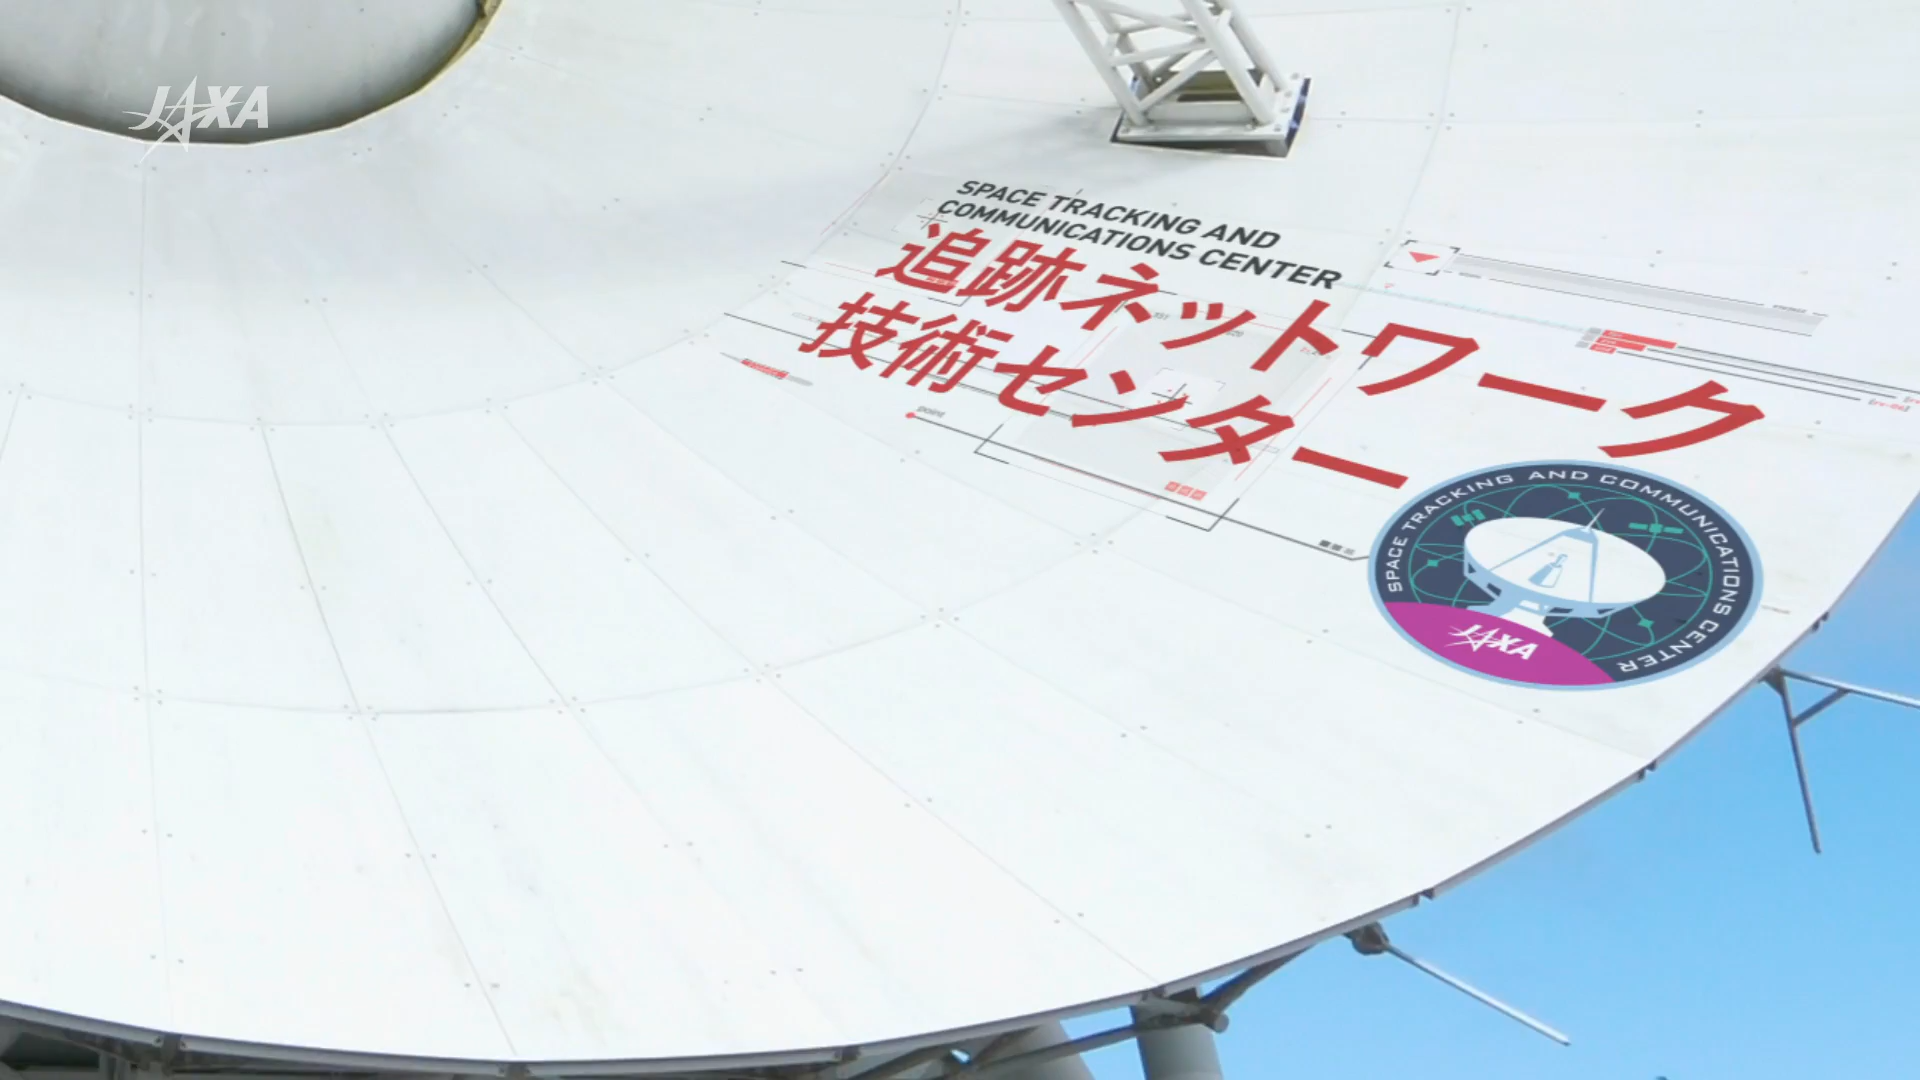 JAXA
SPACE TRACKING AND
COMMUNICATIONS CENTER
追跡ネットワーク
技術センター
point
SPACE TRACKING AND COMMUNICATIONS CENTER
JAXA